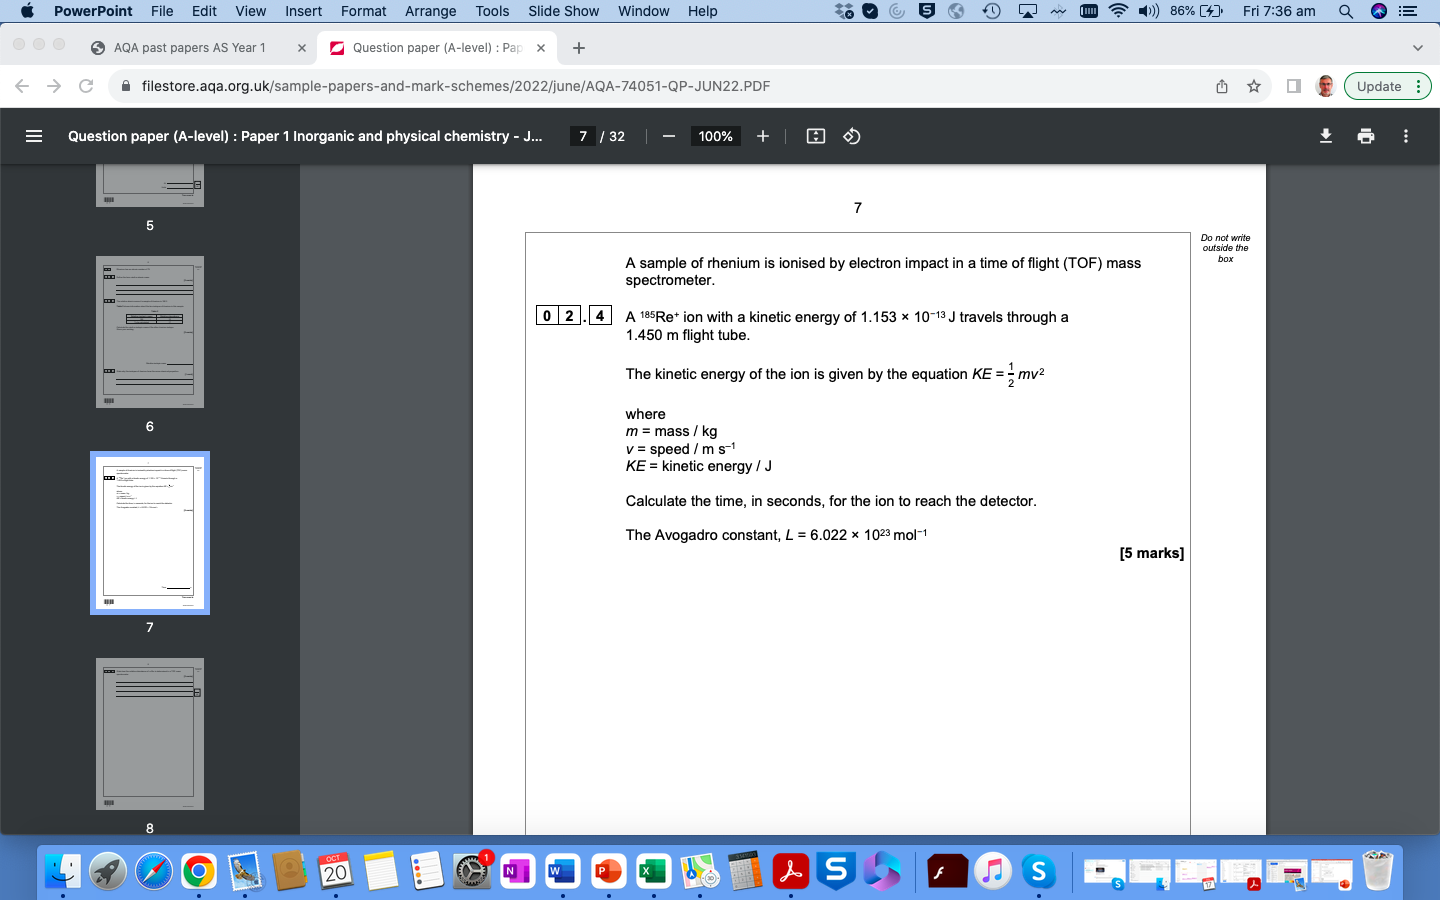 PowerPoint File Edit View Insert Format Arrange Tools Slide Show Window Help 86% Fri 7:36 am
AQA past papers AS Year 1
Question paper (A-level) : Pap
filestore.aqa.org.uk/sample-papers-and-mark-schemes/2022/june/AQA-74051-QP-JUN22.PDF
Update
Question paper (A-level) : Paper 1 Inorganic and physical chemistry - J... 7 / 32 100%
5
6
7
8
7
Do not write
outside the
box
A sample of rhenium is ionised by electron impact in a time of flight (TOF) mass
spectrometer.
0 2 . 4 A ¹⁸⁵Re⁺ ion with a kinetic energy of 1.153 × 10⁻¹³ J travels through a
1.450 m flight tube.
The kinetic energy of the ion is given by the equation KE = 1/2 mv²
where
m = mass / kg
v = speed / m s⁻¹
KE = kinetic energy / J
Calculate the time, in seconds, for the ion to reach the detector.
The Avogadro constant, L = 6.022 × 10²³ mol⁻¹
[5 marks]
OCT
20
1